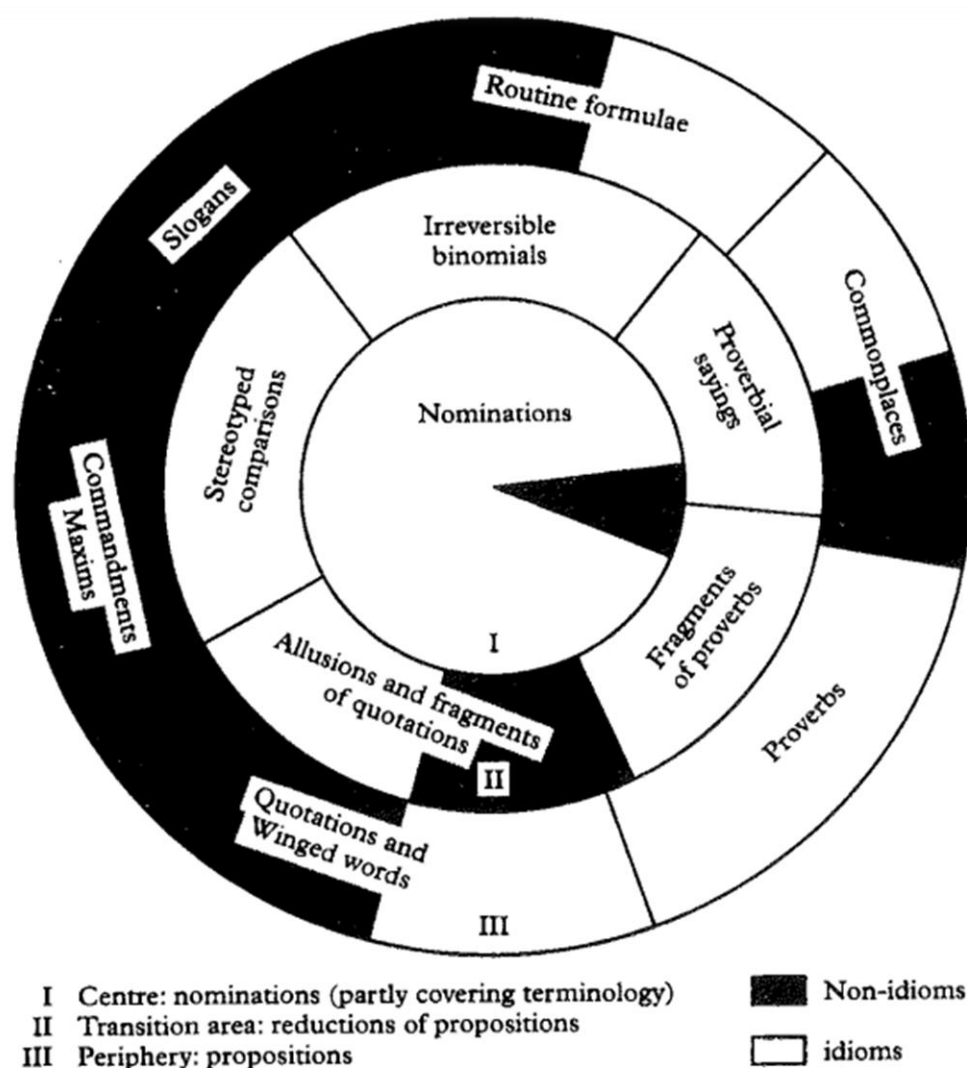 Routine formulae
Slogans
Irreversible
binomials
Commonplaces
Proverbial
sayings
Stereotyped
comparisons
Nominations
Commandments
Maxims
Fragments
of proverbs
I
Allusions and fragments
of quotations
II
Proverbs
Quotations and
Winged words
III
I Centre: nominations (partly covering terminology)
II Transition area: reductions of propositions
III Periphery: propositions
Non-idioms
idioms